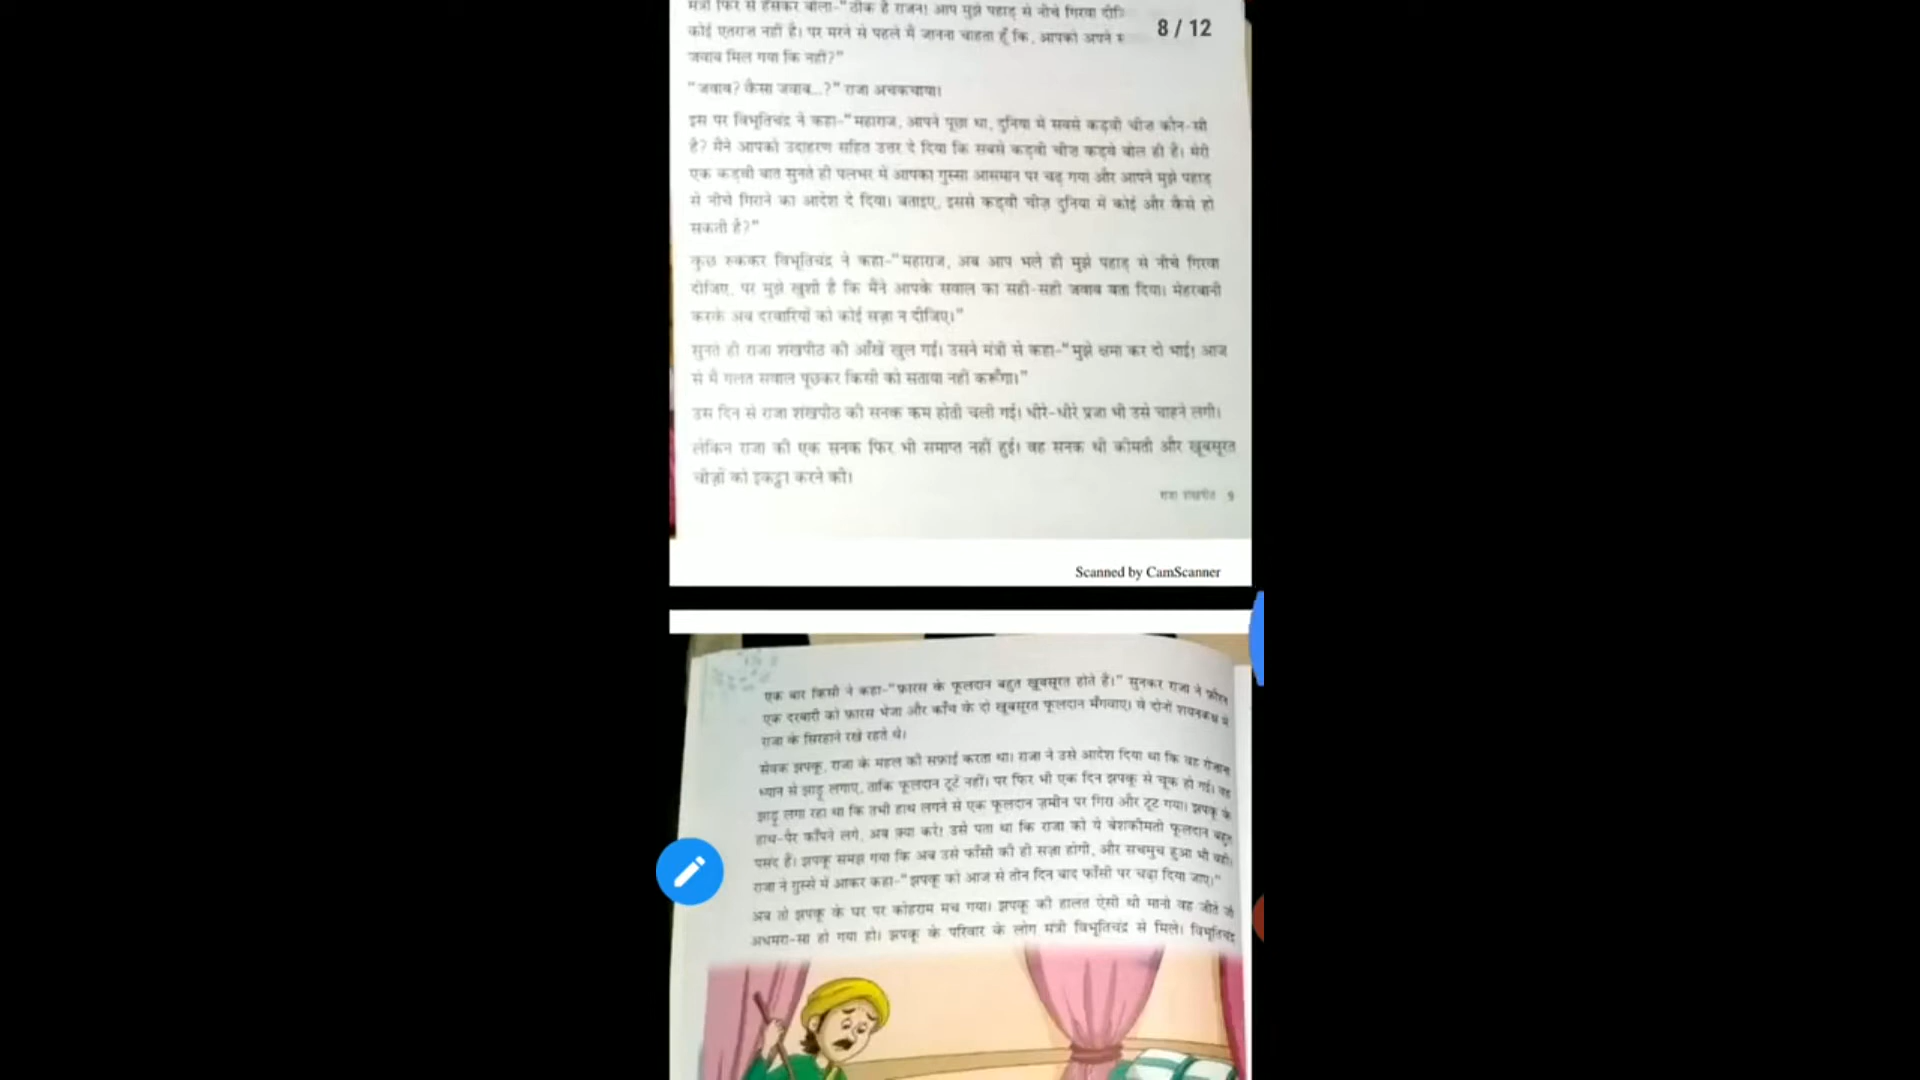 मंत्री फिर से हँसकर बोला-"ठीक है राजन! आप मुझे पहाड़ से नीचे गिरवा
8 / 12
कोई एतराज़ नहीं है। पर मरने से पहले मैं जानना चाहता हूँ कि, आपको अपने
जवाब मिल गया कि नहीं?"
"जवाब? कैसा जवाब...?" राजा अचकचाया।
इस पर विभूतिचंद्र ने कहा-"महाराज, आपने पूछा था, दुनिया में सबसे कड़वी चीज़ कौन-सी
है? मैंने आपको उदाहरण सहित उत्तर दे दिया कि सबसे कड़वी चीज़ कड़वे बोल ही हैं। मेरी
एक कड़वी बात सुनते ही पलभर में आपका गुस्सा आसमान पर चढ़ गया और आपने मुझे पहाड़
से नीचे गिराने का आदेश दे दिया। बताइए, इससे कड़वी चीज़ दुनिया में कोई और कैसे हो
सकती है?"
कुछ रुककर विभूतिचंद्र ने कहा-"महाराज, अब आप भले ही मुझे पहाड़ से नीचे गिरवा
दीजिए, पर मुझे खुशी है कि मैंने आपके सवाल का सही-सही जवाब बता दिया। मेहरबानी
करके अब दरबारियों को कोई सज़ा न दीजिए।"
सुनते ही राजा शंखपीठ की आँखें खुल गईं। उसने मंत्री से कहा-"मुझे क्षमा कर दो भाई! आज
से मैं गलत सवाल पूछकर किसी को सताया नहीं करूँगा।"
उस दिन से राजा शंखपीठ की सनक कम होती चली गई। धीरे-धीरे प्रजा भी उसे चाहने लगी।
लेकिन राजा की एक सनक फिर भी समाप्त नहीं हुई। वह सनक थी कीमती और खूबसूरत
चीज़ों को इकट्ठा करने की।
राजा शंखपीठ 9
Scanned by CamScanner
एक बार किसी ने कहा-"फ़ारस के फूलदान बहुत खूबसूरत होते हैं।" सुनकर राजा ने फ़ौरन
एक दरबारी को फ़ारस भेजा और काँच के दो खूबसूरत फूलदान मँगवाए। वे दोनों शयनकक्ष में
राजा के सिरहाने रखे रहते थे।
सेवक झपकू, राजा के महल की सफ़ाई करता था। राजा ने उसे आदेश दिया था कि वह रोज़ाना
ध्यान से झाड़ू लगाए, ताकि फूलदान टूटें नहीं। पर फिर भी एक दिन झपकू से चूक हो गई। वह
झाड़ू लगा रहा था कि तभी हाथ लगने से एक फूलदान ज़मीन पर गिरा और टूट गया। झपकू के
हाथ-पैर काँपने लगे, अब क्या करे! उसे पता था कि राजा को ये बेशकीमती फूलदान बहुत
पसंद हैं। झपकू समझ गया कि अब उसे फाँसी की ही सज़ा होगी, और सचमुच हुआ भी वही।
राजा ने गुस्से में आकर कहा-"झपकू को आज से तीन दिन बाद फाँसी पर चढ़ा दिया जाए।"
अब तो झपकू के घर पर कोहराम मच गया। झपकू की हालत ऐसी थी मानो वह जीते जी
अधमरा-सा हो गया हो। झपकू के परिवार के लोग मंत्री विभूतिचंद्र से मिले। विभूतिचंद्र